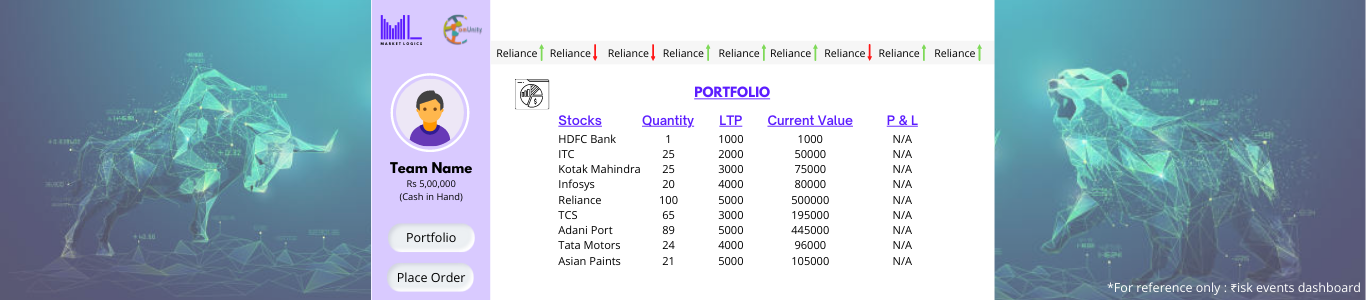 MARKET LOGICS
Reliance Reliance Reliance Reliance Reliance Reliance Reliance Reliance Reliance
PORTFOLIO
Stocks Quantity LTP Current Value P & L
HDFC Bank 1 1000 1000 N/A
ITC 25 2000 50000 N/A
Kotak Mahindra 25 3000 75000 N/A
Infosys 20 4000 80000 N/A
Reliance 100 5000 500000 N/A
TCS 65 3000 195000 N/A
Adani Port 89 5000 445000 N/A
Tata Motors 24 4000 96000 N/A
Asian Paints 21 5000 105000 N/A
Team Name
Rs 5,00,000
(Cash in Hand)
Portfolio
Place Order
*For reference only : ₹isk events dashboard